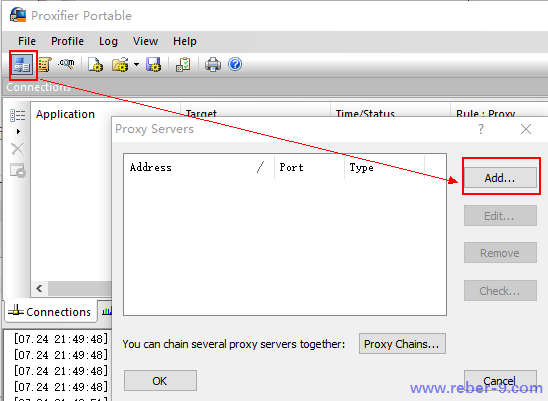 Proxifier Portable
File Profile Log View Help
.com
Connections
Application Target Time/Status Rule : Proxy
Proxy Servers ? ×
Address / Port Type
Add...
Edit...
Remove
Check...
You can chain several proxy servers together: Proxy Chains...
OK Cancel
Connections
[07.24 21:49:48]
[07.24 21:49:48]
[07.24 21:49:48]
[07.24 21:49:48]
www.reber-9.com